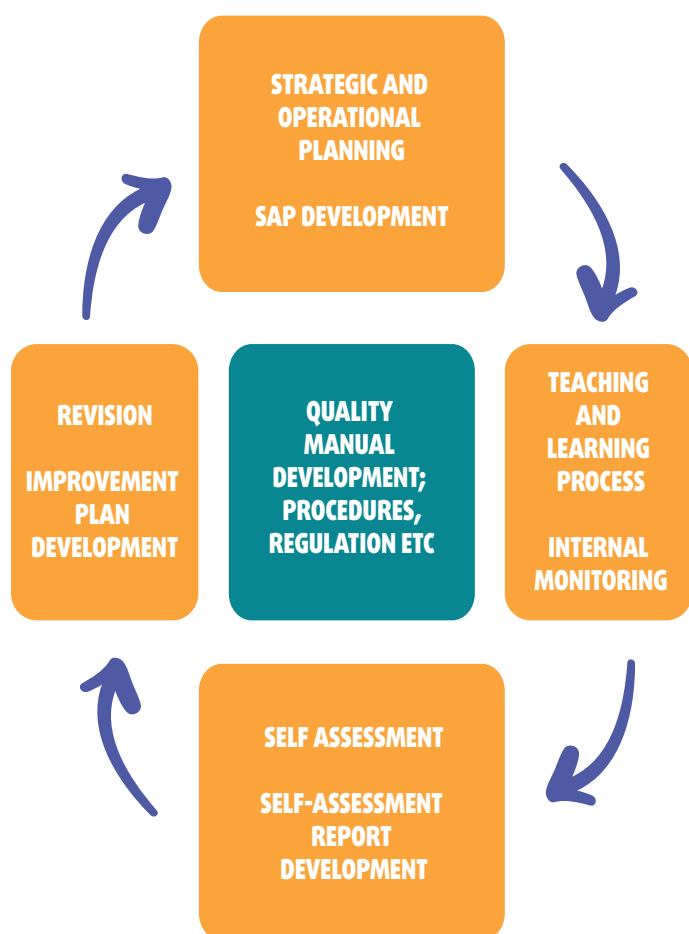 STRATEGIC AND
OPERATIONAL
PLANNING
SAP DEVELOPMENT
REVISION
IMPROVEMENT
PLAN
DEVELOPMENT
QUALITY
MANUAL
DEVELOPMENT;
PROCEDURES,
REGULATION ETC
TEACHING
AND
LEARNING
PROCESS
INTERNAL
MONITORING
SELF ASSESSMENT
SELF-ASSESSMENT
REPORT
DEVELOPMENT